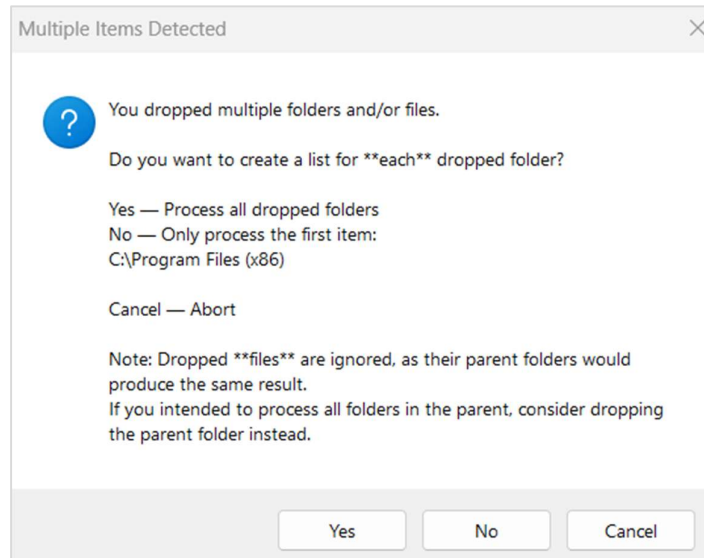 Multiple Items Detected
You dropped multiple folders and/or files.
Do you want to create a list for **each** dropped folder?
Yes — Process all dropped folders
No — Only process the first item:
C:\Program Files (x86)
Cancel — Abort
Note: Dropped **files** are ignored, as their parent folders would
produce the same result.
If you intended to process all folders in the parent, consider dropping
the parent folder instead.
Yes No Cancel